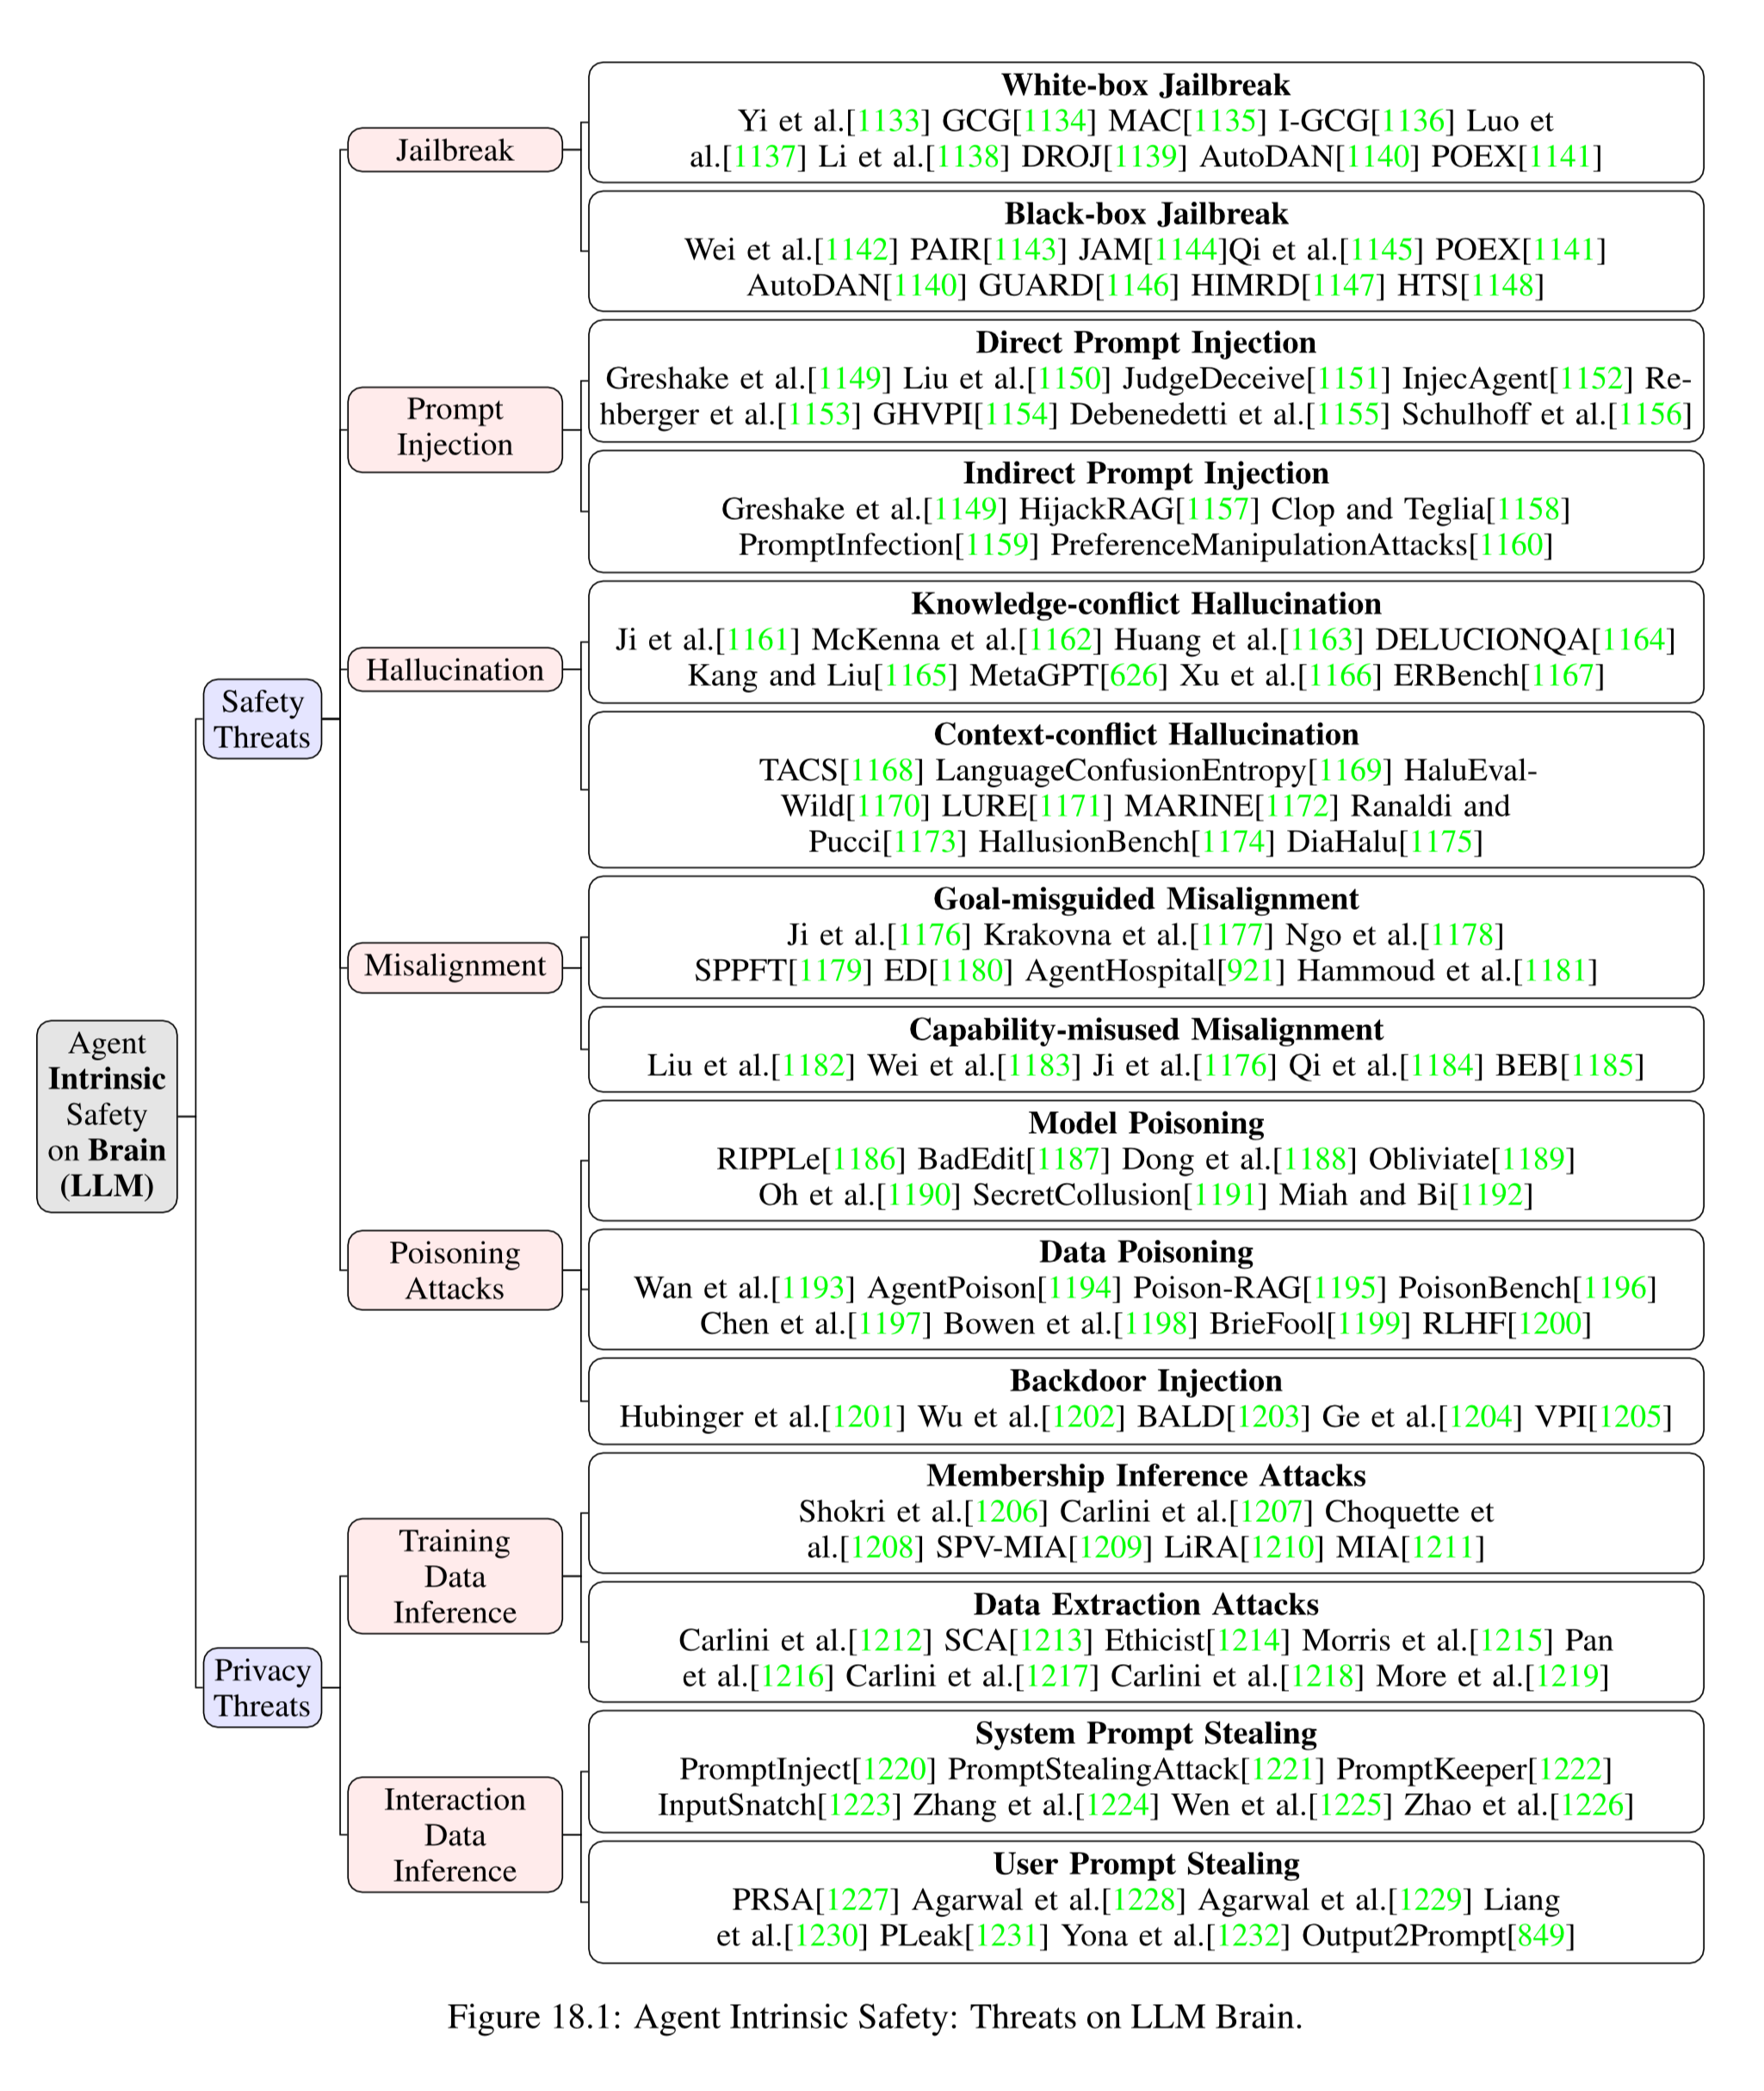 White-box Jailbreak
Yi et al.[1133] GCG[1134] MAC[1135] I-GCG[1136] Luo et
al.[1137] Li et al.[1138] DROJ[1139] AutoDAN[1140] POEX[1141]
Jailbreak
Black-box Jailbreak
Wei et al.[1142] PAIR[1143] JAM[1144]Qi et al.[1145] POEX[1141]
AutoDAN[1140] GUARD[1146] HIMRD[1147] HTS[1148]
Direct Prompt Injection
Greshake et al.[1149] Liu et al.[1150] JudgeDeceive[1151] InjecAgent[1152] Re-
hberger et al.[1153] GHVPI[1154] Debenedetti et al.[1155] Schulhoff et al.[1156]
Prompt
Injection
Indirect Prompt Injection
Greshake et al.[1149] HijackRAG[1157] Clop and Teglia[1158]
PromptInfection[1159] PreferenceManipulationAttacks[1160]
Knowledge-conflict Hallucination
Ji et al.[1161] McKenna et al.[1162] Huang et al.[1163] DELUCIONQA[1164]
Kang and Liu[1165] MetaGPT[626] Xu et al.[1166] ERBench[1167]
Hallucination
Safety
Threats
Context-conflict Hallucination
TACS[1168] LanguageConfusionEntropy[1169] HaluEval-
Wild[1170] LURE[1171] MARINE[1172] Ranaldi and
Pucci[1173] HallusionBench[1174] DiaHalu[1175]
Goal-misguided Misalignment
Ji et al.[1176] Krakovna et al.[1177] Ngo et al.[1178]
SPPFT[1179] ED[1180] AgentHospital[921] Hammoud et al.[1181]
Misalignment
Capability-misused Misalignment
Liu et al.[1182] Wei et al.[1183] Ji et al.[1176] Qi et al.[1184] BEB[1185]
Agent
Intrinsic
Safety
on Brain
(LLM)
Model Poisoning
RIPPLe[1186] BadEdit[1187] Dong et al.[1188] Obliviate[1189]
Oh et al.[1190] SecretCollusion[1191] Miah and Bi[1192]
Poisoning
Attacks
Data Poisoning
Wan et al.[1193] AgentPoison[1194] Poison-RAG[1195] PoisonBench[1196]
Chen et al.[1197] Bowen et al.[1198] BrieFool[1199] RLHF[1200]
Backdoor Injection
Hubinger et al.[1201] Wu et al.[1202] BALD[1203] Ge et al.[1204] VPI[1205]
Membership Inference Attacks
Shokri et al.[1206] Carlini et al.[1207] Choquette et
al.[1208] SPV-MIA[1209] LiRA[1210] MIA[1211]
Training
Data
Inference
Data Extraction Attacks
Carlini et al.[1212] SCA[1213] Ethicist[1214] Morris et al.[1215] Pan
et al.[1216] Carlini et al.[1217] Carlini et al.[1218] More et al.[1219]
Privacy
Threats
System Prompt Stealing
PromptInject[1220] PromptStealingAttack[1221] PromptKeeper[1222]
InputSnatch[1223] Zhang et al.[1224] Wen et al.[1225] Zhao et al.[1226]
Interaction
Data
Inference
User Prompt Stealing
PRSA[1227] Agarwal et al.[1228] Agarwal et al.[1229] Liang
et al.[1230] PLeak[1231] Yona et al.[1232] Output2Prompt[849]
Figure 18.1: Agent Intrinsic Safety: Threats on LLM Brain.